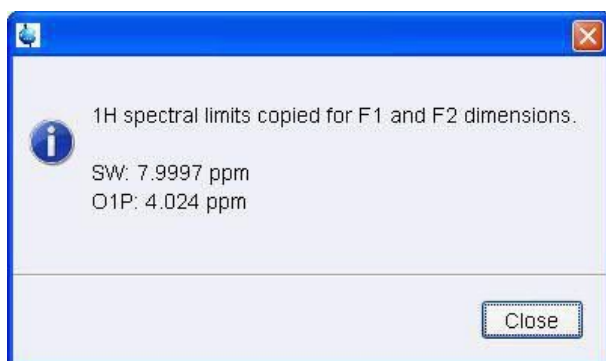 1H spectral limits copied for F1 and F2 dimensions.
SW: 7.9997 ppm
O1P: 4.024 ppm
Close